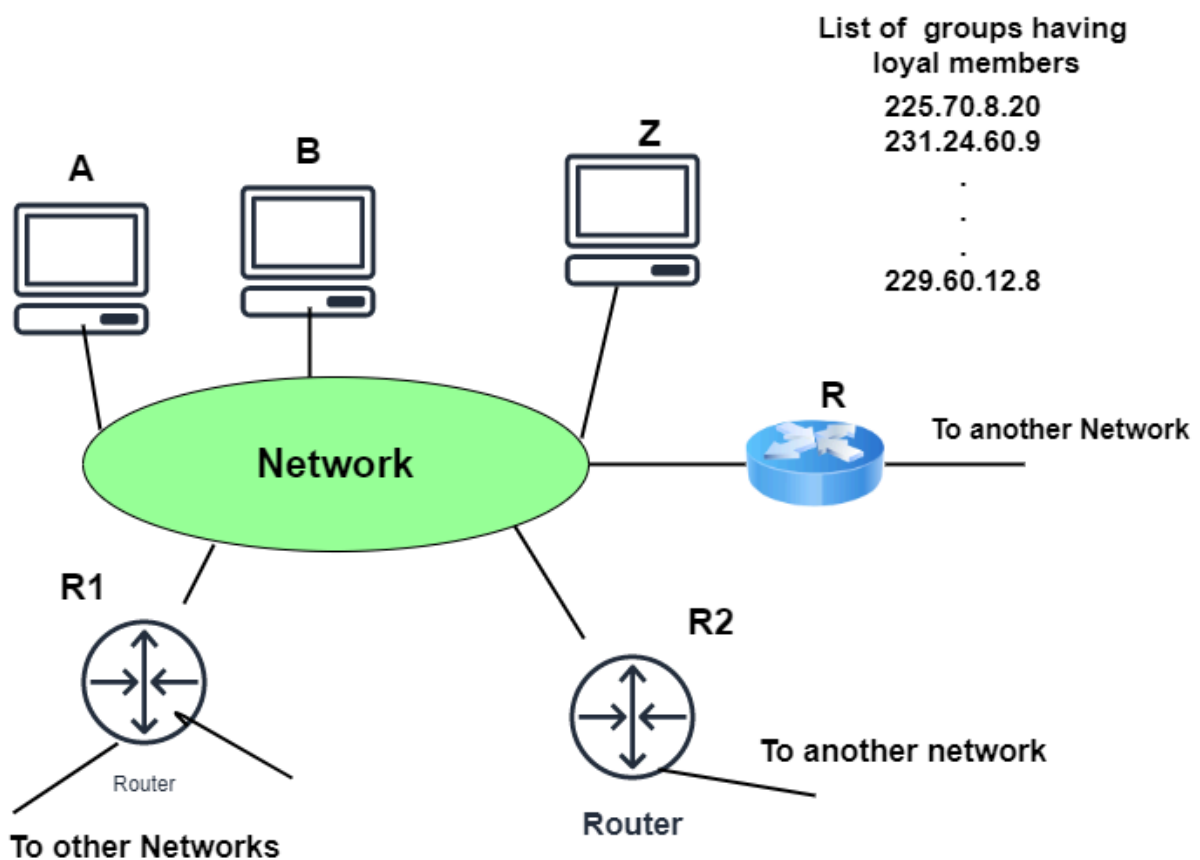 List of groups having
loyal members
225.70.8.20
231.24.60.9
.
.
.
229.60.12.8
A
B
Z
R
To another Network
Network
R1
R2
Router
To another network
Router
To other Networks